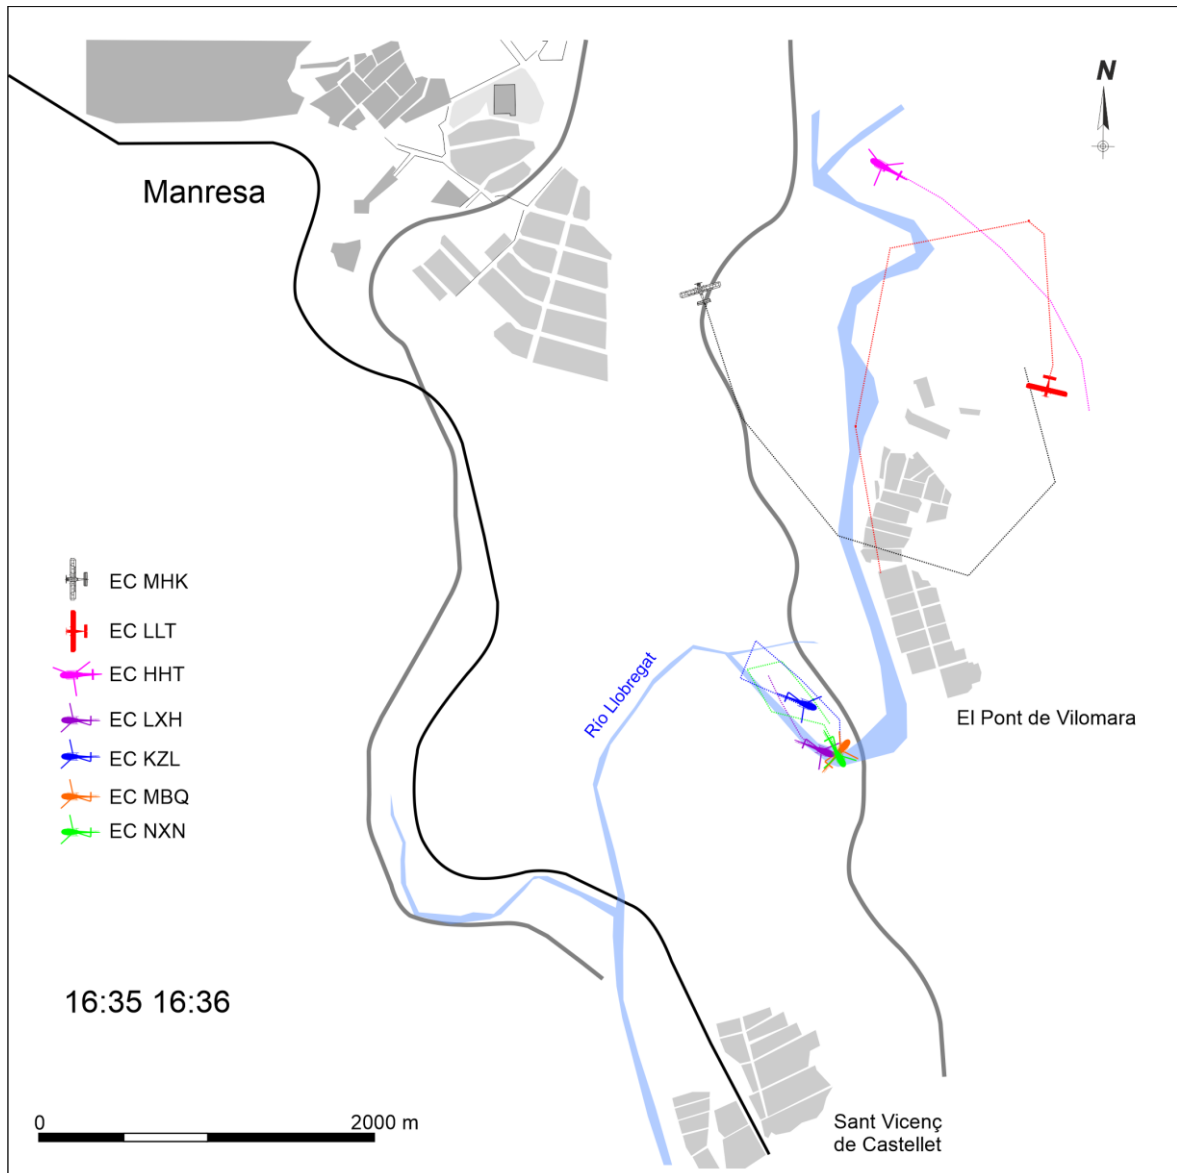 N
Manresa
EC MHK
EC LLT
EC HHT
EC LXH
EC KZL
EC MBQ
EC NXN
Río Llobregat
El Pont de Vilomara
16:35 16:36
0
2000 m
Sant Vicenç
de Castellet